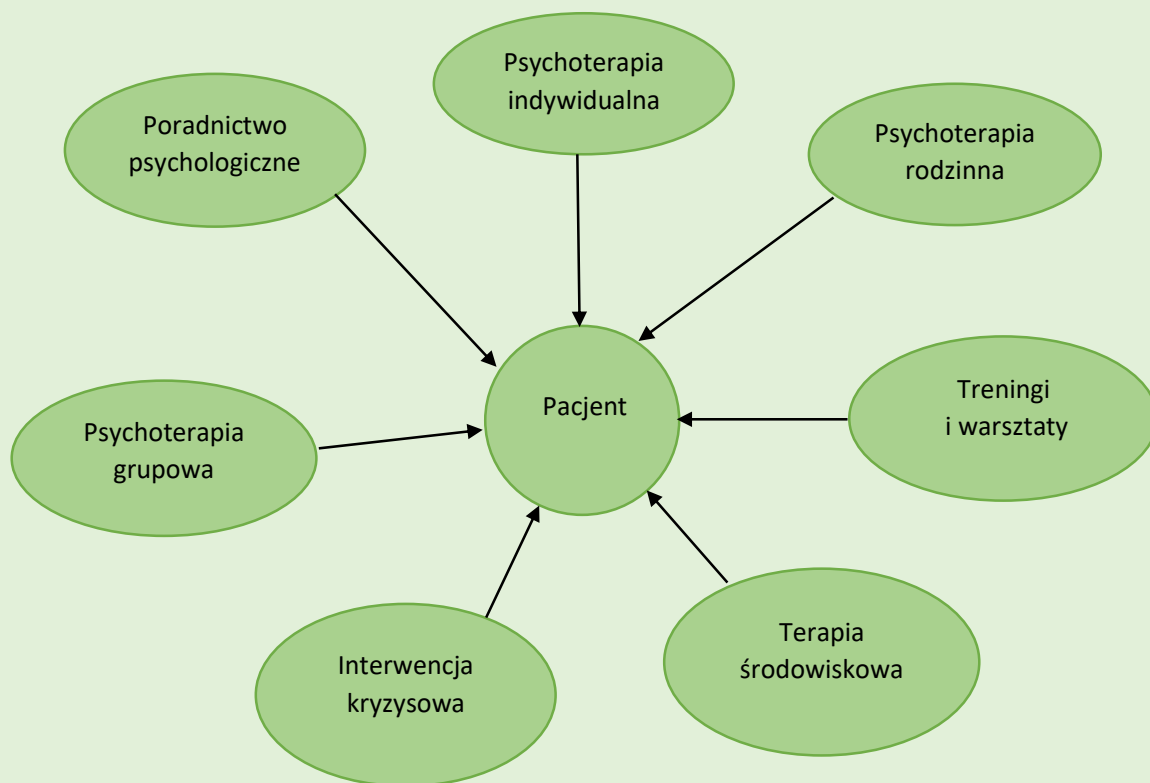 Psychoterapia
indywidualna
Poradnictwo
psychologiczne
Psychoterapia
rodzinna
Pacjent
Treningi
i warsztaty
Psychoterapia
grupowa
Interwencja
kryzysowa
Terapia
środowiskowa